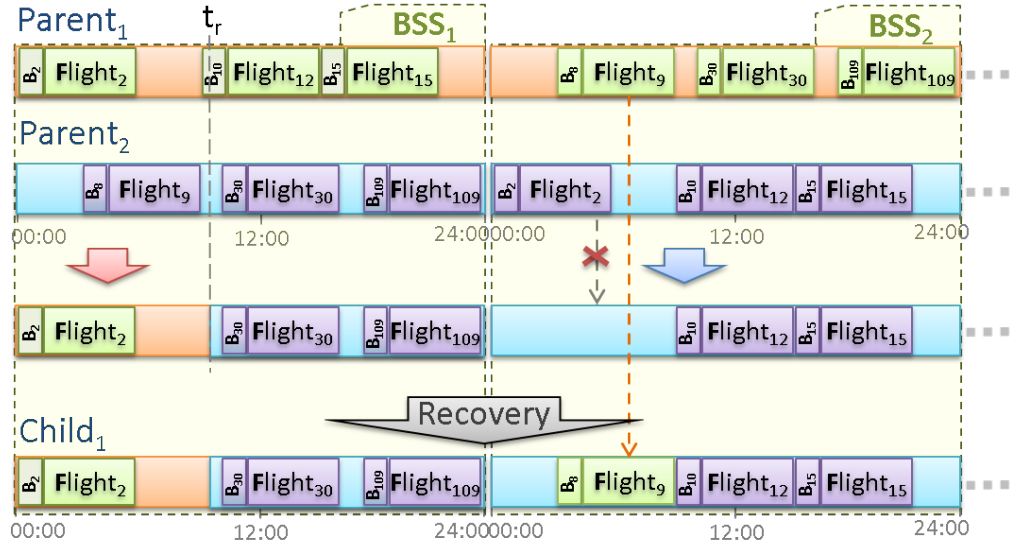 Parent1 tr BSS1 BSS2
B2 Flight2 B10 Flight12 B15 Flight15 B8 Flight9 B30 Flight30 B109 Flight109
Parent2
B8 Flight9 B30 Flight30 B109 Flight109 B2 Flight2 B10 Flight12 B15 Flight15
00:00 12:00 24:00 00:00 12:00 24:00
B2 Flight2 B30 Flight30 B109 Flight109 B10 Flight12 B15 Flight15
Recovery
Child1
B2 Flight2 B30 Flight30 B109 Flight109 B8 Flight9 B10 Flight12 B15 Flight15
00:00 12:00 24:00 00:00 12:00 24:00